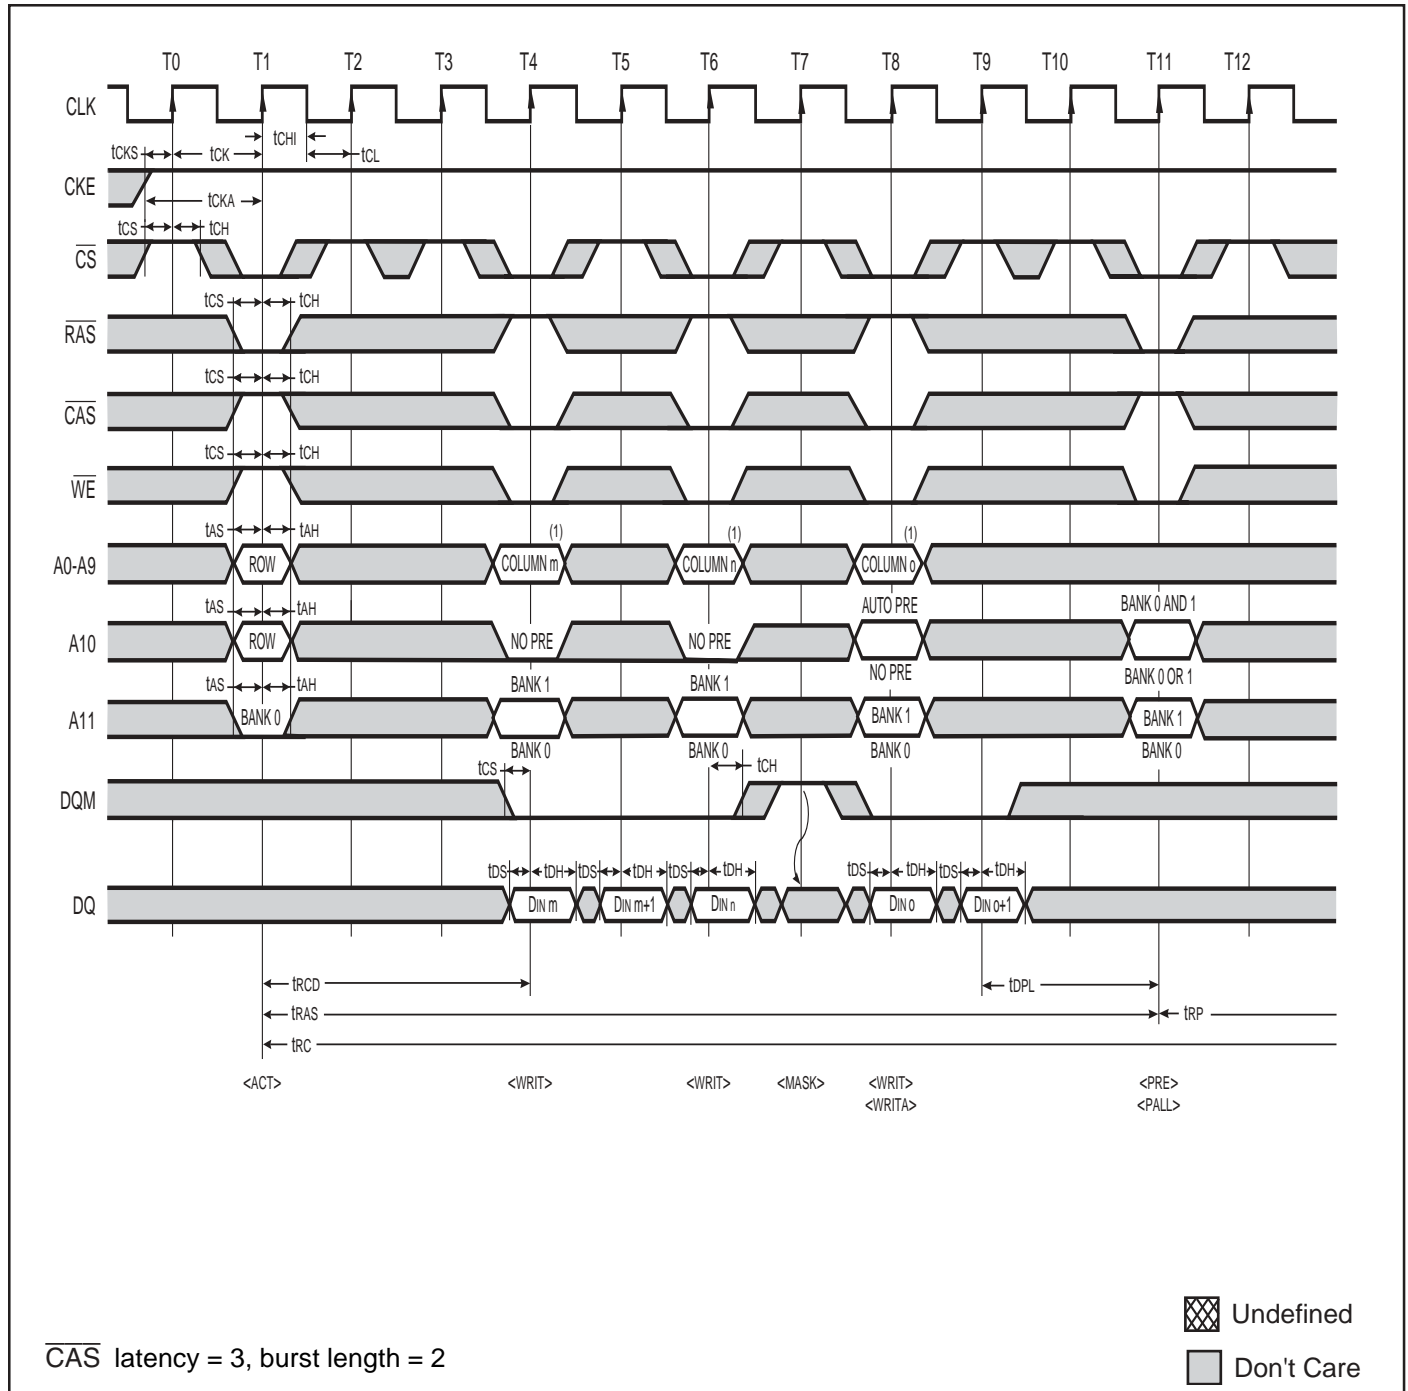 T0 T1 T2 T3 T4 T5 T6 T7 T8 T9 T10 T11 T12
CLK
tCHI
tCKS tCK tCL
CKE
tCKA
tCS tCH
CS
tCS tCH
RAS
tCS tCH
CAS
tCS tCH
WE
tAS tAH (1) (1) (1)
A0-A9 ROW COLUMN m COLUMN n COLUMN o
tAS tAH AUTO PRE BANK 0 AND 1
A10 ROW NO PRE NO PRE
NO PRE BANK 0 OR 1
tAS tAH BANK 1 BANK 1
A11 BANK 0 BANK 1 BANK 1
BANK 0 BANK 0 BANK 0 BANK 0
tCS tCH
DQM
tDS tDH tDS tDH tDS tDH tDS tDH tDS tDH
DQ DIN m DIN m+1 DIN n DIN o DIN o+1
tRCD tDPL
tRAS tRP
tRC
<ACT> <WRIT> <WRIT> <MASK> <WRIT> <PRE>
<WRITA> <PALL>
Undefined
CAS latency = 3, burst length = 2
Don't Care